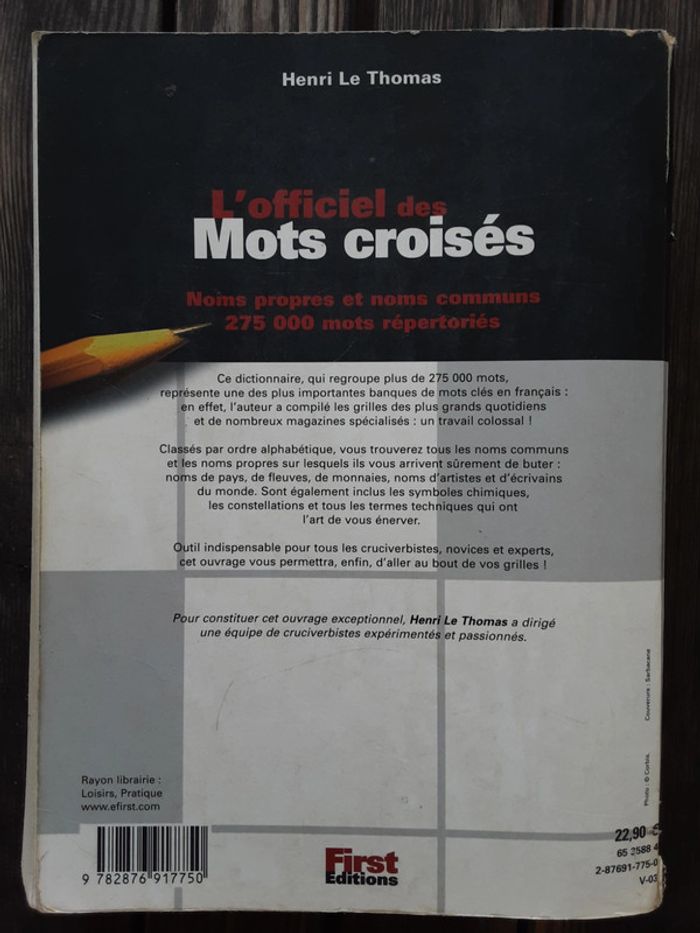 Henri Le Thomas
L'officiel des
Mots croisés
Noms propres et noms communs
275 000 mots répertoriés
Ce dictionnaire, qui regroupe plus de 275 000 mots,
représente une des plus importantes banques de mots clés en français :
en effet, l'auteur a compilé les grilles des plus grands quotidiens
et de nombreux magazines spécialisés : un travail colossal !
Classés par ordre alphabétique, vous trouverez tous les noms communs
et les noms propres sur lesquels ils vous arrivent sûrement de buter :
noms de pays, de fleuves, de monnaies, noms d'artistes et d'écrivains
du monde. Sont également inclus les symboles chimiques,
les constellations et tous les termes techniques qui ont
l'art de vous énerver.
Outil indispensable pour tous les cruciverbistes, novices et experts,
cet ouvrage vous permettra, enfin, d'aller au bout de vos grilles !
Pour constituer cet ouvrage exceptionnel, Henri Le Thomas a dirigé
une équipe de cruciverbistes expérimentés et passionnés.
Couverture : Sarbacane
Photo : © Corbis.
Rayon librairie :
Loisirs, Pratique
www.efirst.com
9 782876 917750
First
Editions
22,90 €
65 2588 4
2-87691-775-0
V-03